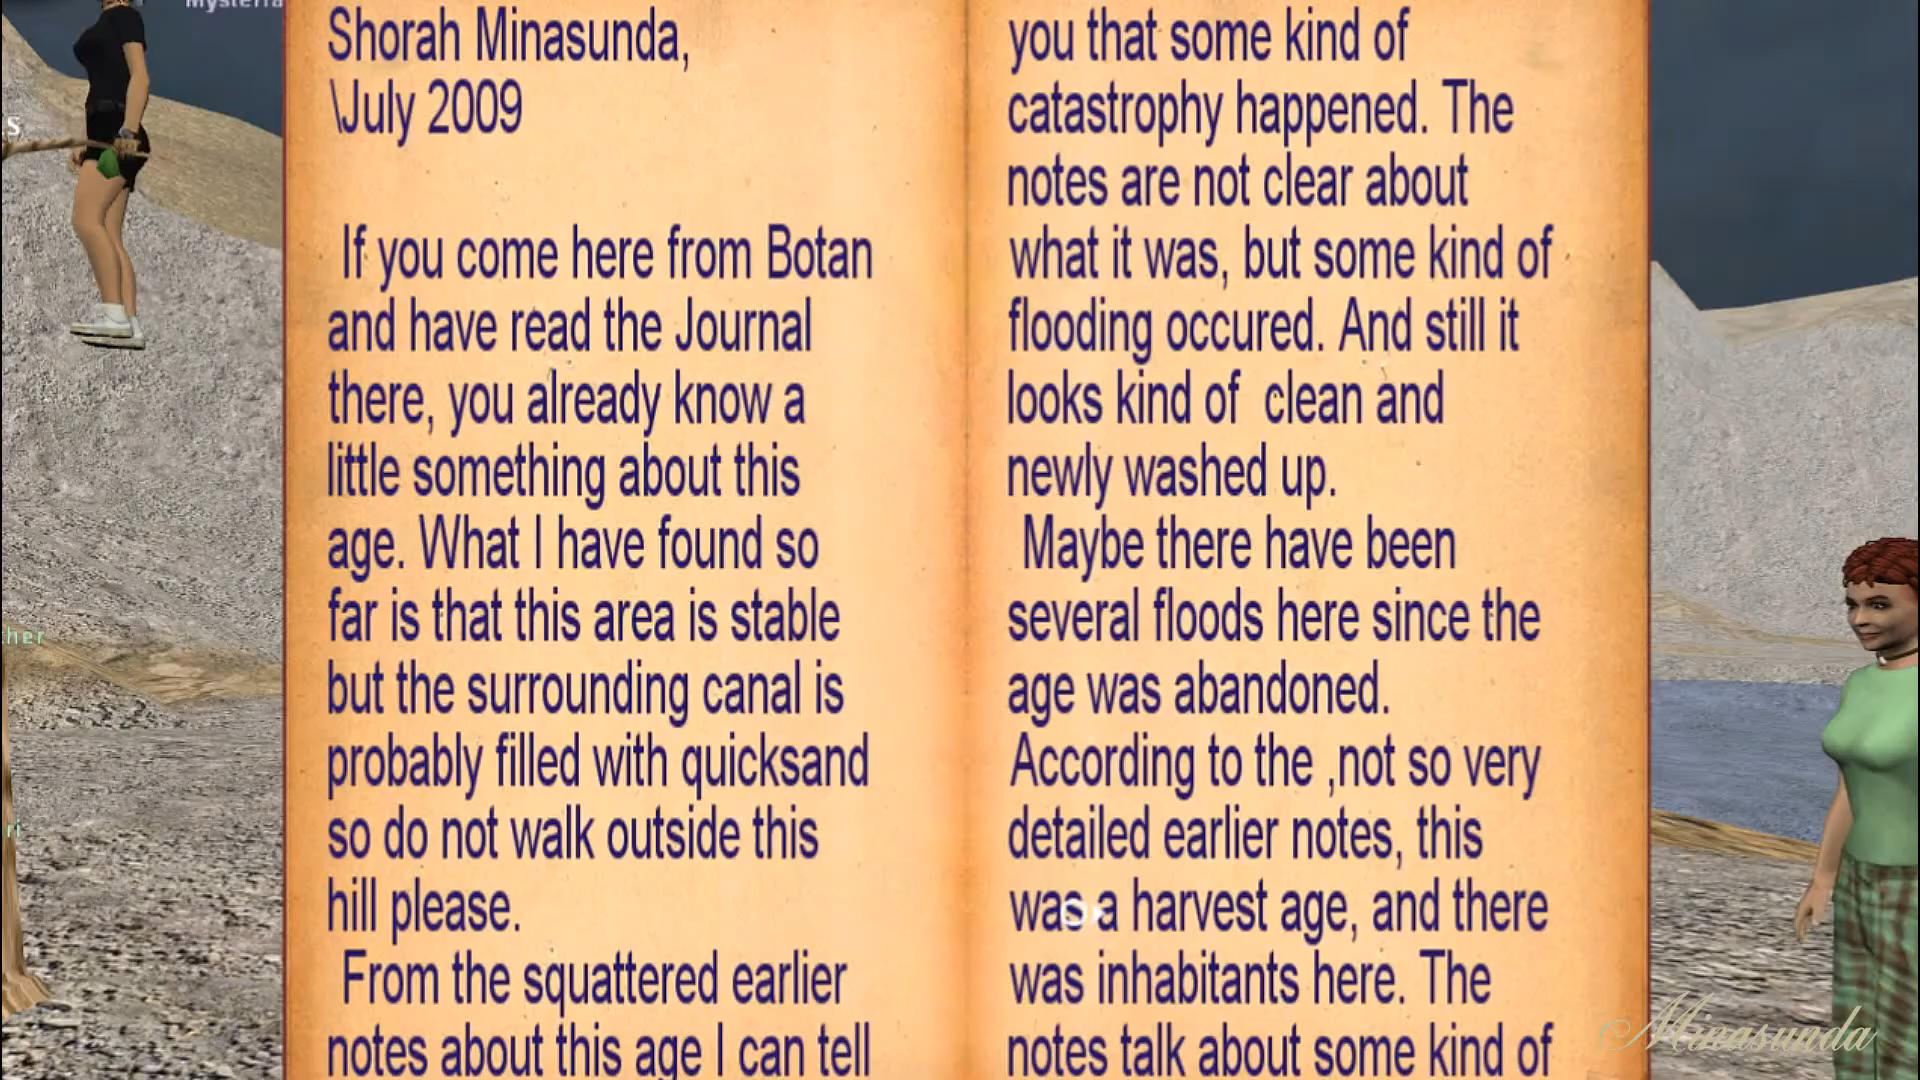 Shorah Minasunda,
\July 2009
If you come here from Botan
and have read the Journal
there, you already know a
little something about this
age. What I have found so
far is that this area is stable
but the surrounding canal is
probably filled with quicksand
so do not walk outside this
hill please.
From the squattered earlier
notes about this age I can tell
you that some kind of
catastrophy happened. The
notes are not clear about
what it was, but some kind of
flooding occured. And still it
looks kind of clean and
newly washed up.
Maybe there have been
several floods here since the
age was abandoned.
According to the ,not so very
detailed earlier notes, this
was a harvest age, and there
was inhabitants here. The
notes talk about some kind of
Minasunda